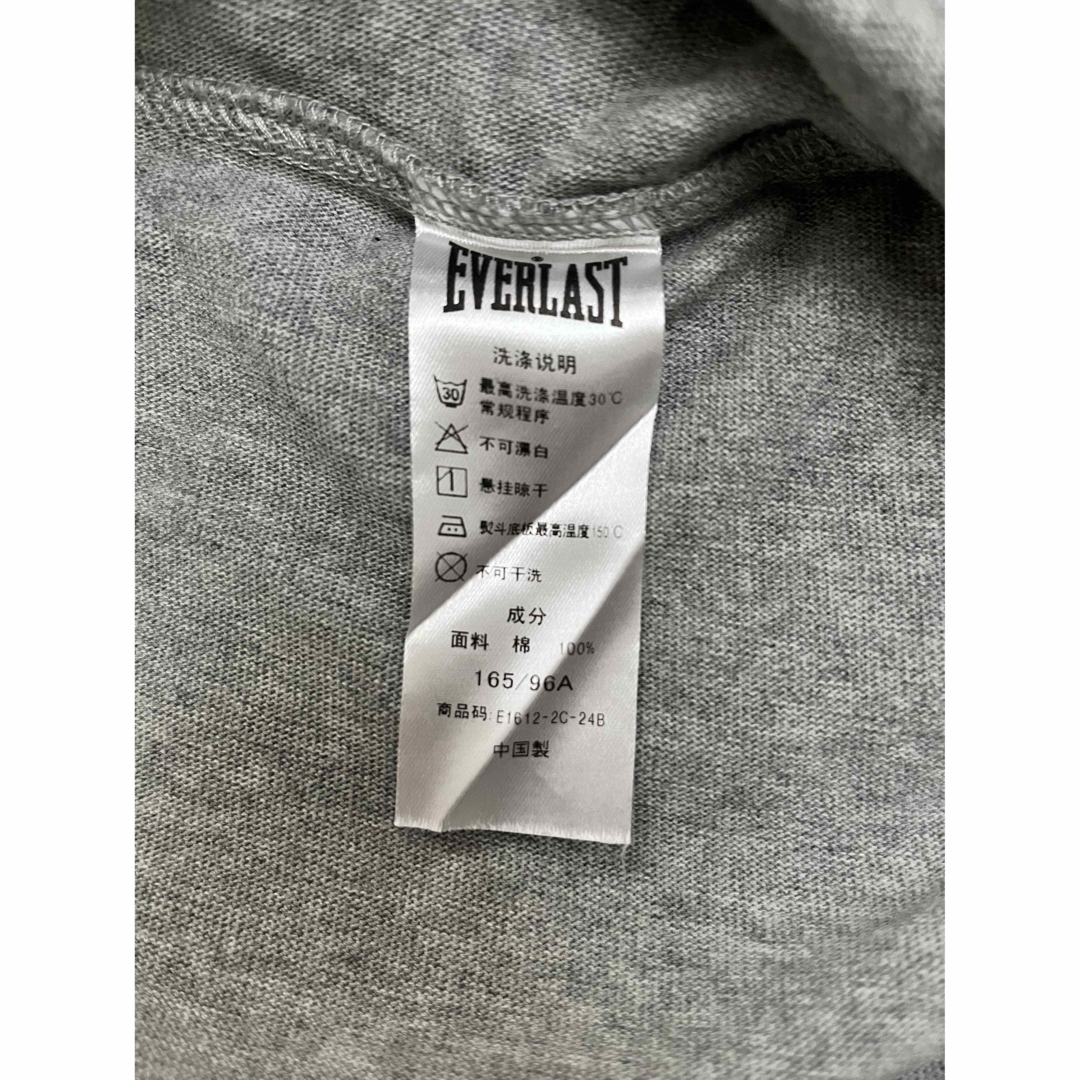 EVERLAST
洗涤说明
30 最高洗涤温度30℃
常规程序
不可漂白
悬挂晾干
熨斗底板最高温度150℃
不可干洗
成分
面料 棉 100%
165/96A
商品码: E1612-2C-24B
中国製